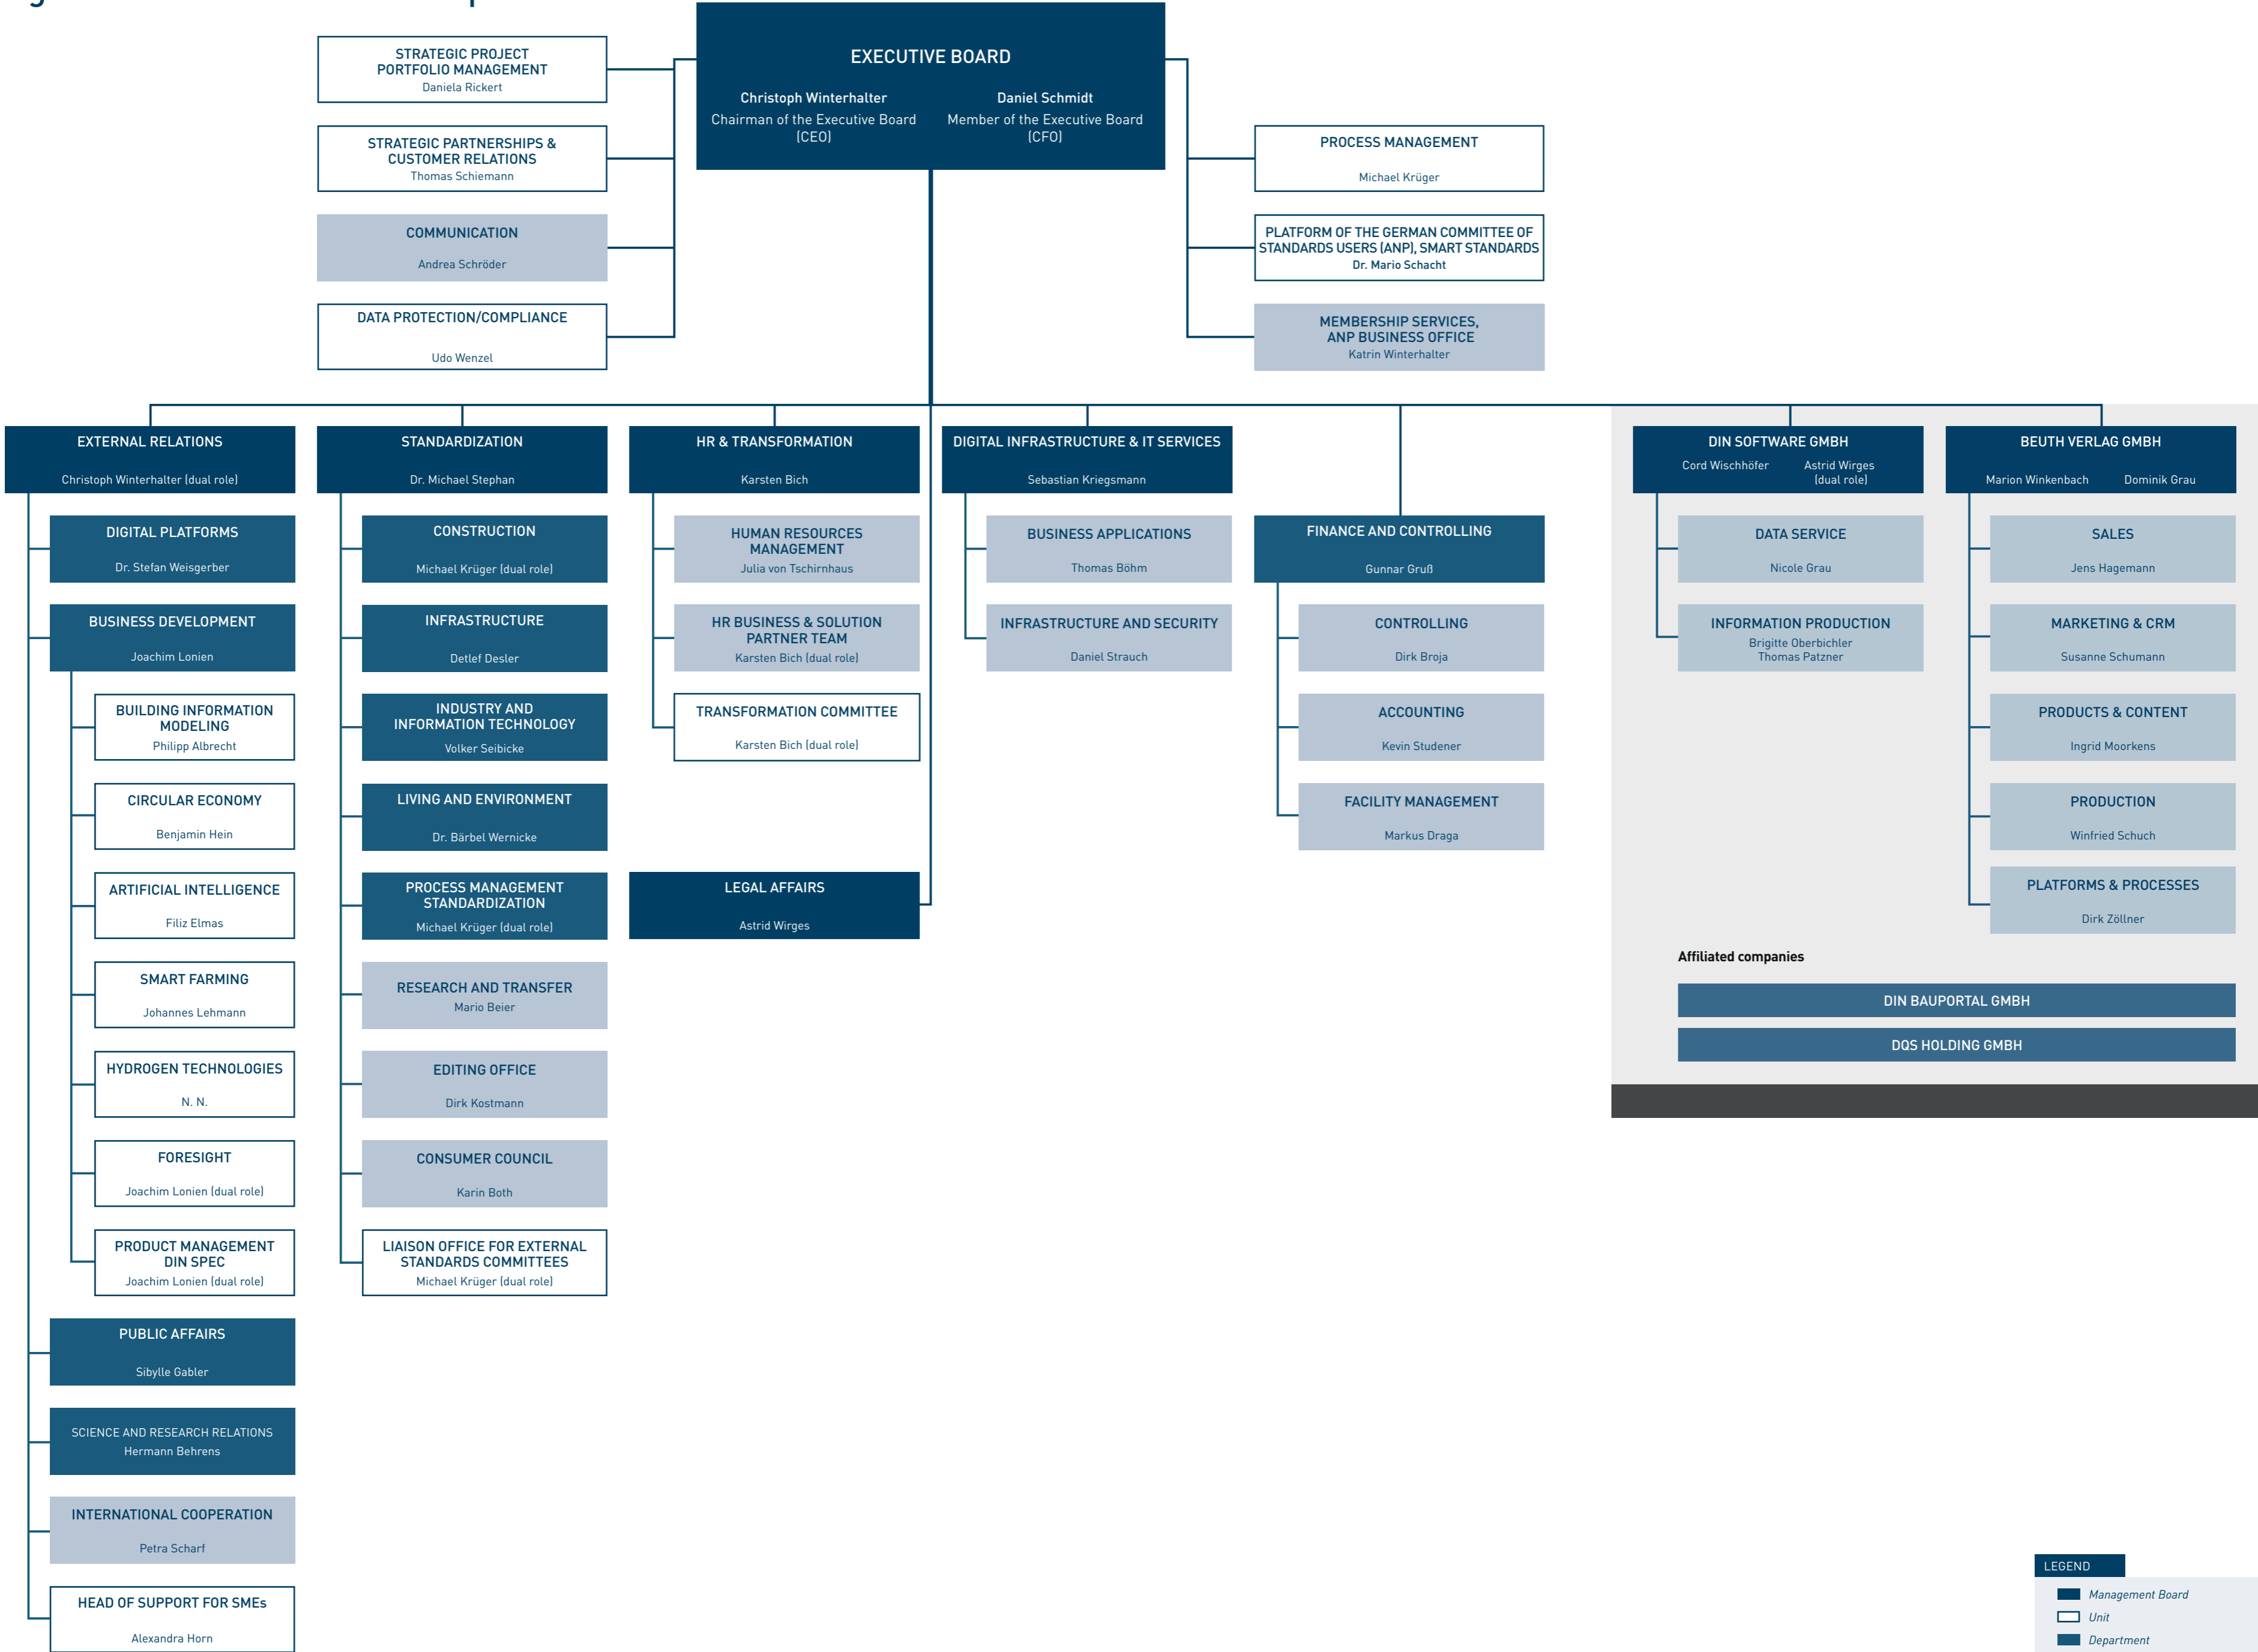 EXECUTIVE BOARD
Christoph Winterhalter
Chairman of the Executive Board
(CEO)
Daniel Schmidt
Member of the Executive Board
(CFO)
STRATEGIC PROJECT
PORTFOLIO MANAGEMENT
Daniela Rickert
STRATEGIC PARTNERSHIPS &
CUSTOMER RELATIONS
Thomas Schiemann
COMMUNICATION
Andrea Schröder
DATA PROTECTION/COMPLIANCE
Udo Wenzel
PROCESS MANAGEMENT
Michael Krüger
PLATFORM OF THE GERMAN COMMITTEE OF
STANDARDS USERS (ANP), SMART STANDARDS
Dr. Mario Schacht
MEMBERSHIP SERVICES,
ANP BUSINESS OFFICE
Katrin Winterhalter
EXTERNAL RELATIONS
Christoph Winterhalter (dual role)
DIGITAL PLATFORMS
Dr. Stefan Weisgerber
BUSINESS DEVELOPMENT
Joachim Lonien
BUILDING INFORMATION
MODELING
Philipp Albrecht
CIRCULAR ECONOMY
Benjamin Hein
ARTIFICIAL INTELLIGENCE
Filiz Elmas
SMART FARMING
Johannes Lehmann
HYDROGEN TECHNOLOGIES
N. N.
FORESIGHT
Joachim Lonien (dual role)
PRODUCT MANAGEMENT
DIN SPEC
Joachim Lonien (dual role)
PUBLIC AFFAIRS
Sibylle Gabler
SCIENCE AND RESEARCH RELATIONS
Hermann Behrens
INTERNATIONAL COOPERATION
Petra Scharf
HEAD OF SUPPORT FOR SMEs
Alexandra Horn
STANDARDIZATION
Dr. Michael Stephan
CONSTRUCTION
Michael Krüger (dual role)
INFRASTRUCTURE
Detlef Desler
INDUSTRY AND
INFORMATION TECHNOLOGY
Volker Seibicke
LIVING AND ENVIRONMENT
Dr. Bärbel Wernicke
PROCESS MANAGEMENT
STANDARDIZATION
Michael Krüger (dual role)
RESEARCH AND TRANSFER
Mario Beier
EDITING OFFICE
Dirk Kostmann
CONSUMER COUNCIL
Karin Both
LIAISON OFFICE FOR EXTERNAL
STANDARDS COMMITTEES
Michael Krüger (dual role)
HR & TRANSFORMATION
Karsten Bich
HUMAN RESOURCES
MANAGEMENT
Julia von Tschirnhaus
HR BUSINESS & SOLUTION
PARTNER TEAM
Karsten Bich (dual role)
TRANSFORMATION COMMITTEE
Karsten Bich (dual role)
LEGAL AFFAIRS
Astrid Wirges
DIGITAL INFRASTRUCTURE & IT SERVICES
Sebastian Kriegsmann
BUSINESS APPLICATIONS
Thomas Böhm
INFRASTRUCTURE AND SECURITY
Daniel Strauch
FINANCE AND CONTROLLING
Gunnar Gruß
CONTROLLING
Dirk Broja
ACCOUNTING
Kevin Studener
FACILITY MANAGEMENT
Markus Draga
DIN SOFTWARE GMBH
Cord Wischhöfer
Astrid Wirges
(dual role)
DATA SERVICE
Nicole Grau
INFORMATION PRODUCTION
Brigitte Oberbichler
Thomas Patzner
BEUTH VERLAG GMBH
Marion Winkenbach Dominik Grau
SALES
Jens Hagemann
MARKETING & CRM
Susanne Schumann
PRODUCTS & CONTENT
Ingrid Moorkens
PRODUCTION
Winfried Schuch
PLATFORMS & PROCESSES
Dirk Zöllner
Affiliated companies
DIN BAUPORTAL GMBH
DQS HOLDING GMBH
LEGEND
Management Board
Unit
Department